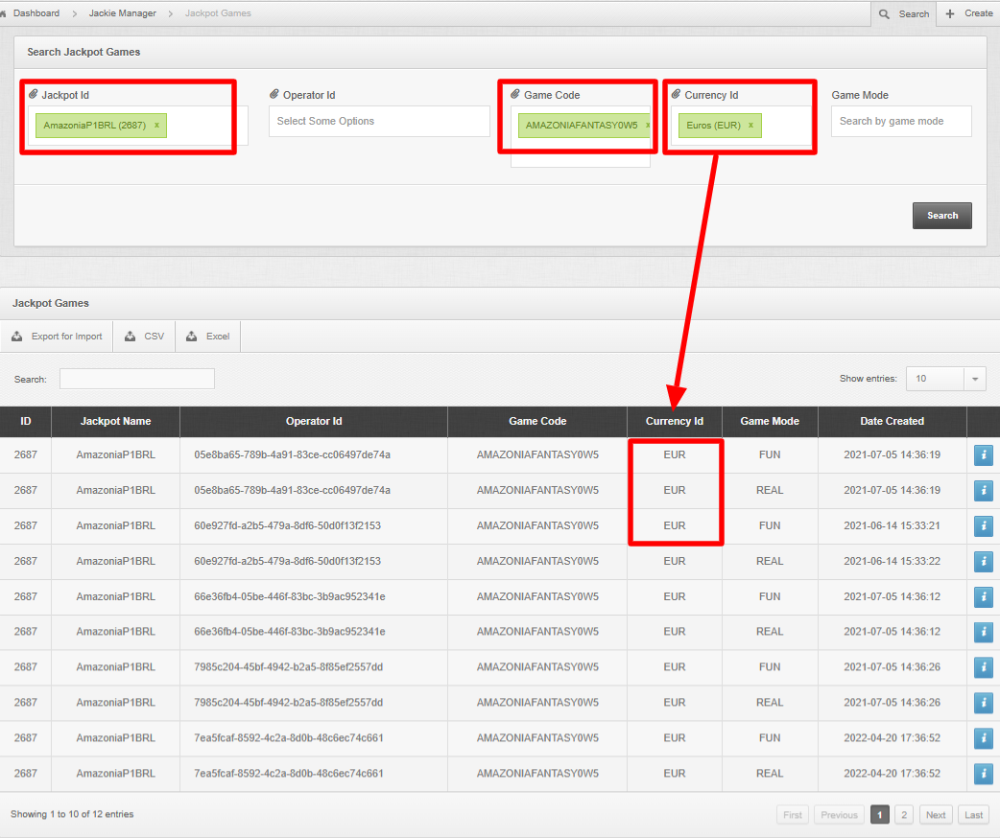 Dashboard > Jackie Manager > Jackpot Games Search + Create
Search Jackpot Games
Jackpot Id Operator Id Game Code Currency Id Game Mode
AmazoniaP1BRL (2687) x Select Some Options AMAZONIAFANTASY0W5 x Euros (EUR) x Search by game mode
Search
Jackpot Games
Export for Import CSV Excel
Search: Show entries: 10
ID Jackpot Name Operator Id Game Code Currency Id Game Mode Date Created
2687 AmazoniaP1BRL 05e8ba65-789b-4a91-83ce-cc06497de74a AMAZONIAFANTASY0W5 EUR FUN 2021-07-05 14:36:19 i
2687 AmazoniaP1BRL 05e8ba65-789b-4a91-83ce-cc06497de74a AMAZONIAFANTASY0W5 EUR REAL 2021-07-05 14:36:19 i
2687 AmazoniaP1BRL 60e927fd-a2b5-479a-8df6-50d0f13f2153 AMAZONIAFANTASY0W5 EUR FUN 2021-06-14 15:33:21 i
2687 AmazoniaP1BRL 60e927fd-a2b5-479a-8df6-50d0f13f2153 AMAZONIAFANTASY0W5 EUR REAL 2021-06-14 15:33:22 i
2687 AmazoniaP1BRL 66e36fb4-05be-446f-83bc-3b9ac952341e AMAZONIAFANTASY0W5 EUR FUN 2021-07-05 14:36:12 i
2687 AmazoniaP1BRL 66e36fb4-05be-446f-83bc-3b9ac952341e AMAZONIAFANTASY0W5 EUR REAL 2021-07-05 14:36:12 i
2687 AmazoniaP1BRL 7985c204-45bf-4942-b2a5-8f85ef2557dd AMAZONIAFANTASY0W5 EUR FUN 2021-07-05 14:36:26 i
2687 AmazoniaP1BRL 7985c204-45bf-4942-b2a5-8f85ef2557dd AMAZONIAFANTASY0W5 EUR REAL 2021-07-05 14:36:26 i
2687 AmazoniaP1BRL 7ea5fcaf-8592-4c2a-8d0b-48c6ec74c661 AMAZONIAFANTASY0W5 EUR FUN 2022-04-20 17:36:52 i
2687 AmazoniaP1BRL 7ea5fcaf-8592-4c2a-8d0b-48c6ec74c661 AMAZONIAFANTASY0W5 EUR REAL 2022-04-20 17:36:52 i
Showing 1 to 10 of 12 entries First Previous 1 2 Next Last